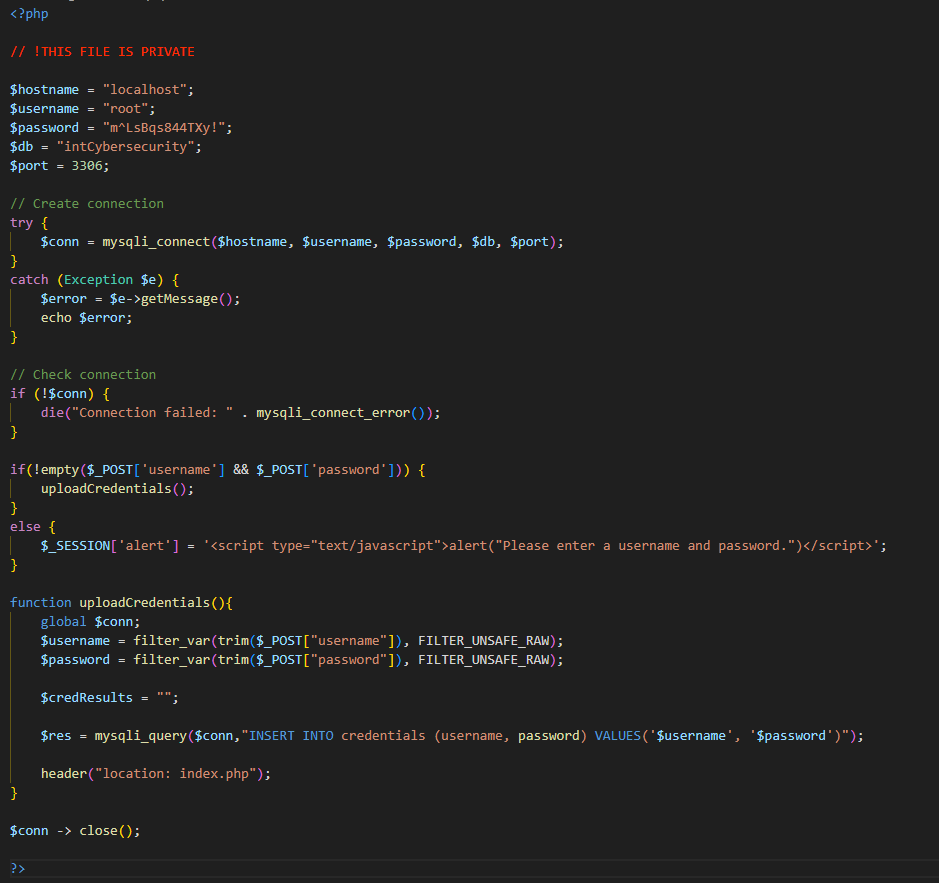 <?php
// !THIS FILE IS PRIVATE
$hostname = "localhost";
$username = "root";
$password = "m^LsBqs844TXy!";
$db = "intCybersecurity";
$port = 3306;
// Create connection
try {
$conn = mysqli_connect($hostname, $username, $password, $db, $port);
}
catch (Exception $e) {
$error = $e->getMessage();
echo $error;
}
// Check connection
if (!$conn) {
die("Connection failed: " . mysqli_connect_error());
}
if(!empty($_POST['username'] && $_POST['password'])) {
uploadCredentials();
}
else {
$_SESSION['alert'] = '<script type="text/javascript">alert("Please enter a username and password.")</script>';
}
function uploadCredentials(){
global $conn;
$username = filter_var(trim($_POST["username"]), FILTER_UNSAFE_RAW);
$password = filter_var(trim($_POST["password"]), FILTER_UNSAFE_RAW);
$credResults = "";
$res = mysqli_query($conn,"INSERT INTO credentials (username, password) VALUES('$username', '$password')");
header("location: index.php");
}
$conn -> close();
?>